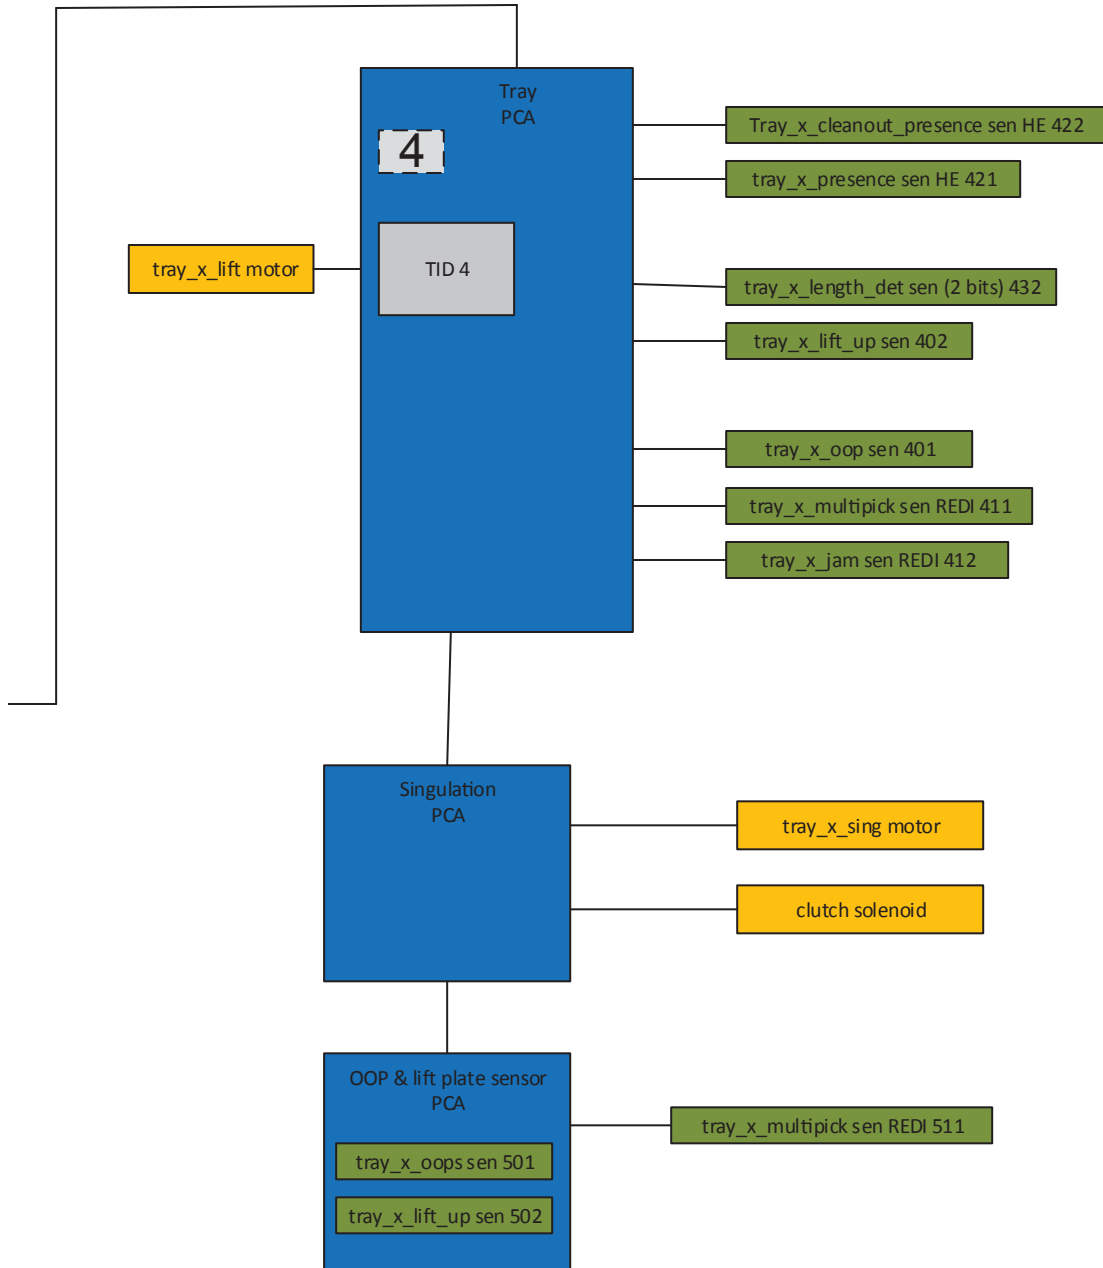 Tray
PCA
4
TID 4
tray_x_lift motor
Tray_x_cleanout_presence sen HE 422
tray_x_presence sen HE 421
tray_x_length_det sen (2 bits) 432
tray_x_lift_up sen 402
tray_x_oop sen 401
tray_x_multipick sen REDI 411
tray_x_jam sen REDI 412
Singulation
PCA
tray_x_sing motor
clutch solenoid
OOP & lift plate sensor
PCA
tray_x_oops sen 501
tray_x_lift_up sen 502
tray_x_multipick sen REDI 511